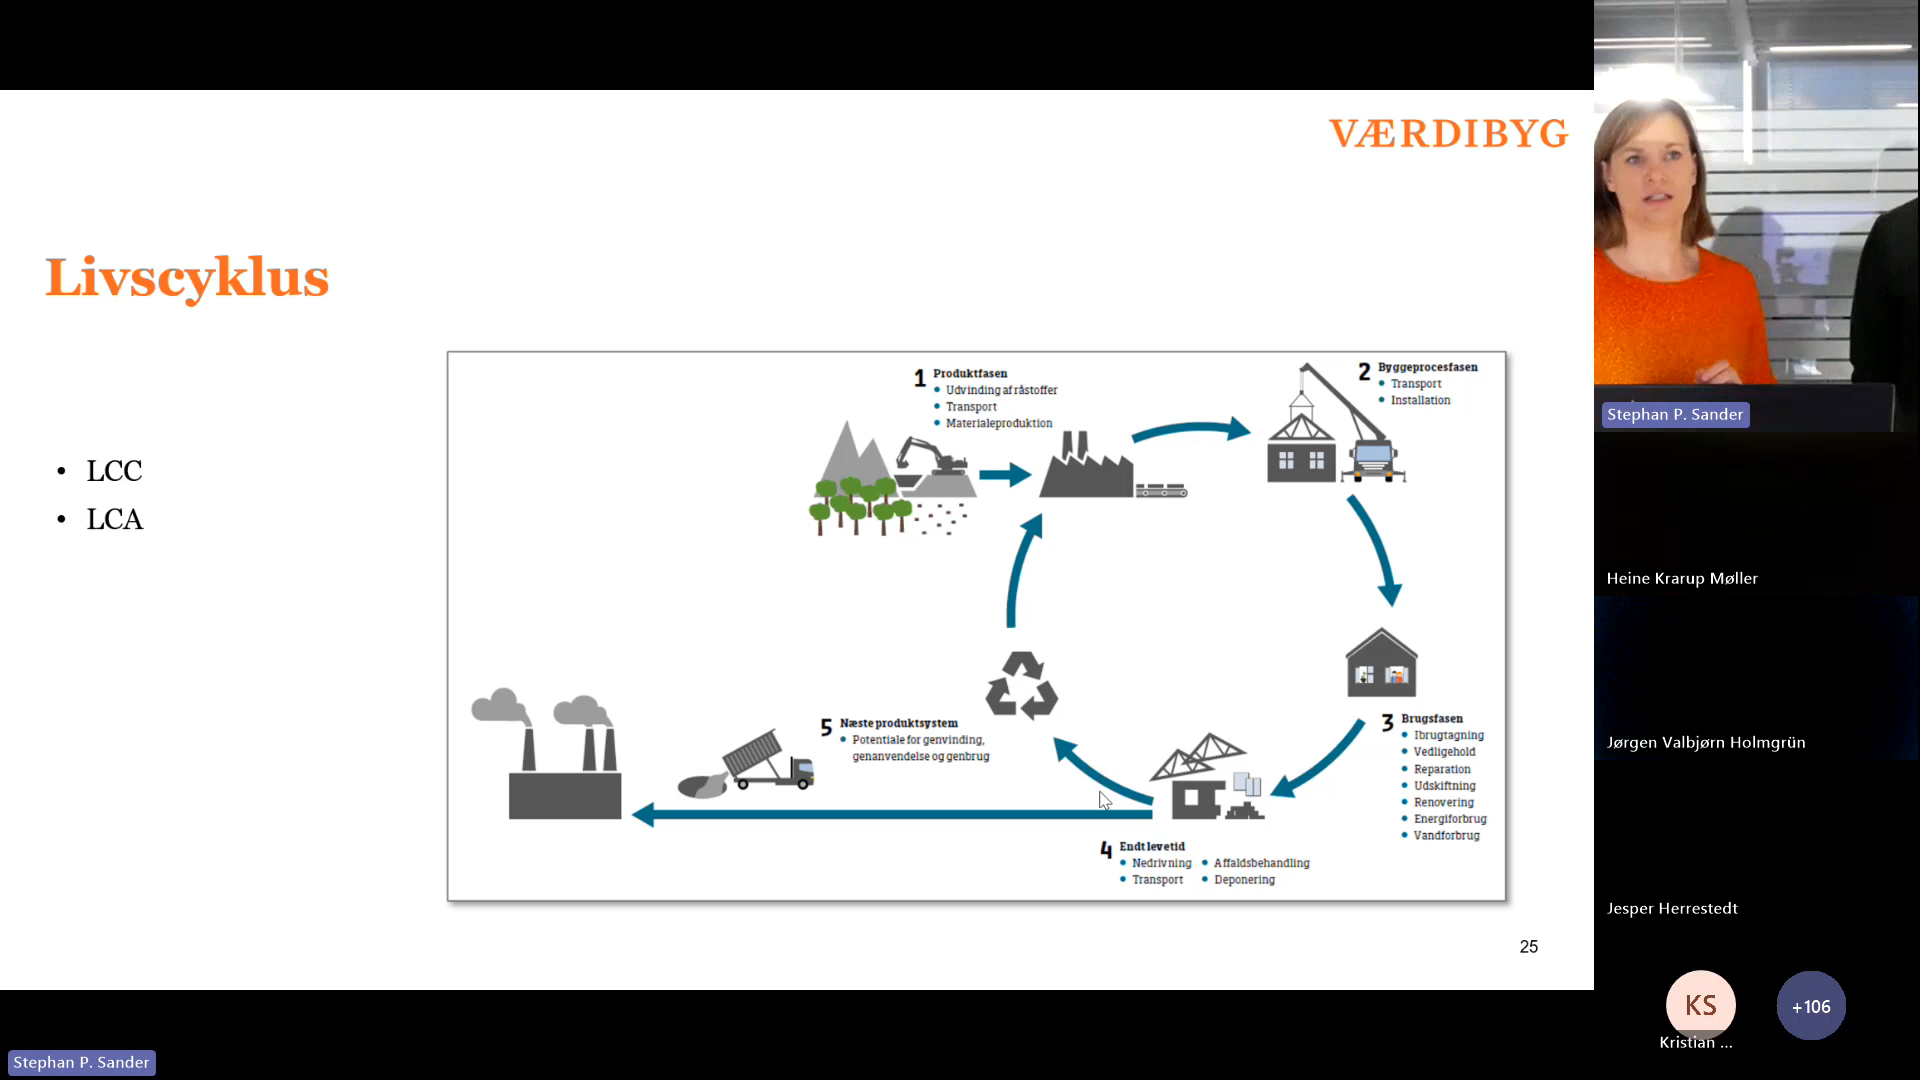 VÆRDIBYG
Livscyklus
• LCC
• LCA
1 Produktfasen
• Udvinding af råstoffer
• Transport
• Materialeproduktion
2 Byggeprocesfasen
• Transport
• Installation
3 Brugsfasen
• Ibrugtagning
• Vedligehold
• Reparation
• Udskiftning
• Renovering
• Energiforbrug
• Vandforbrug
4 Endt levetid
• Nedrivning • Affaldsbehandling
• Transport • Deponering
5 Næste produktsystem
• Potentiale for genvinding,
genanvendelse og genbrug
25
Stephan P. Sander
Heine Krarup Møller
Jørgen Valbjørn Holmgrün
Jesper Herrestedt
KS
+106
Kristian ...
Stephan P. Sander